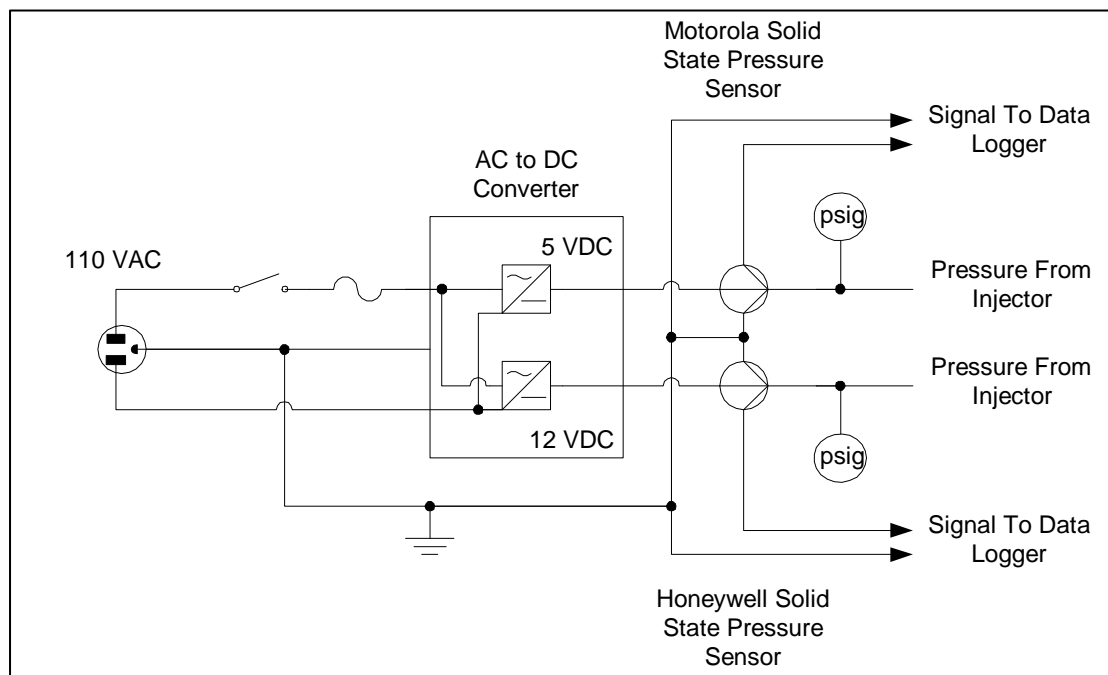 Motorola Solid
State Pressure
Sensor
Signal To Data
Logger
AC to DC
Converter
psig
110 VAC
5 VDC
Pressure From
Injector
Pressure From
Injector
12 VDC
psig
Signal To Data
Logger
Honeywell Solid
State Pressure
Sensor